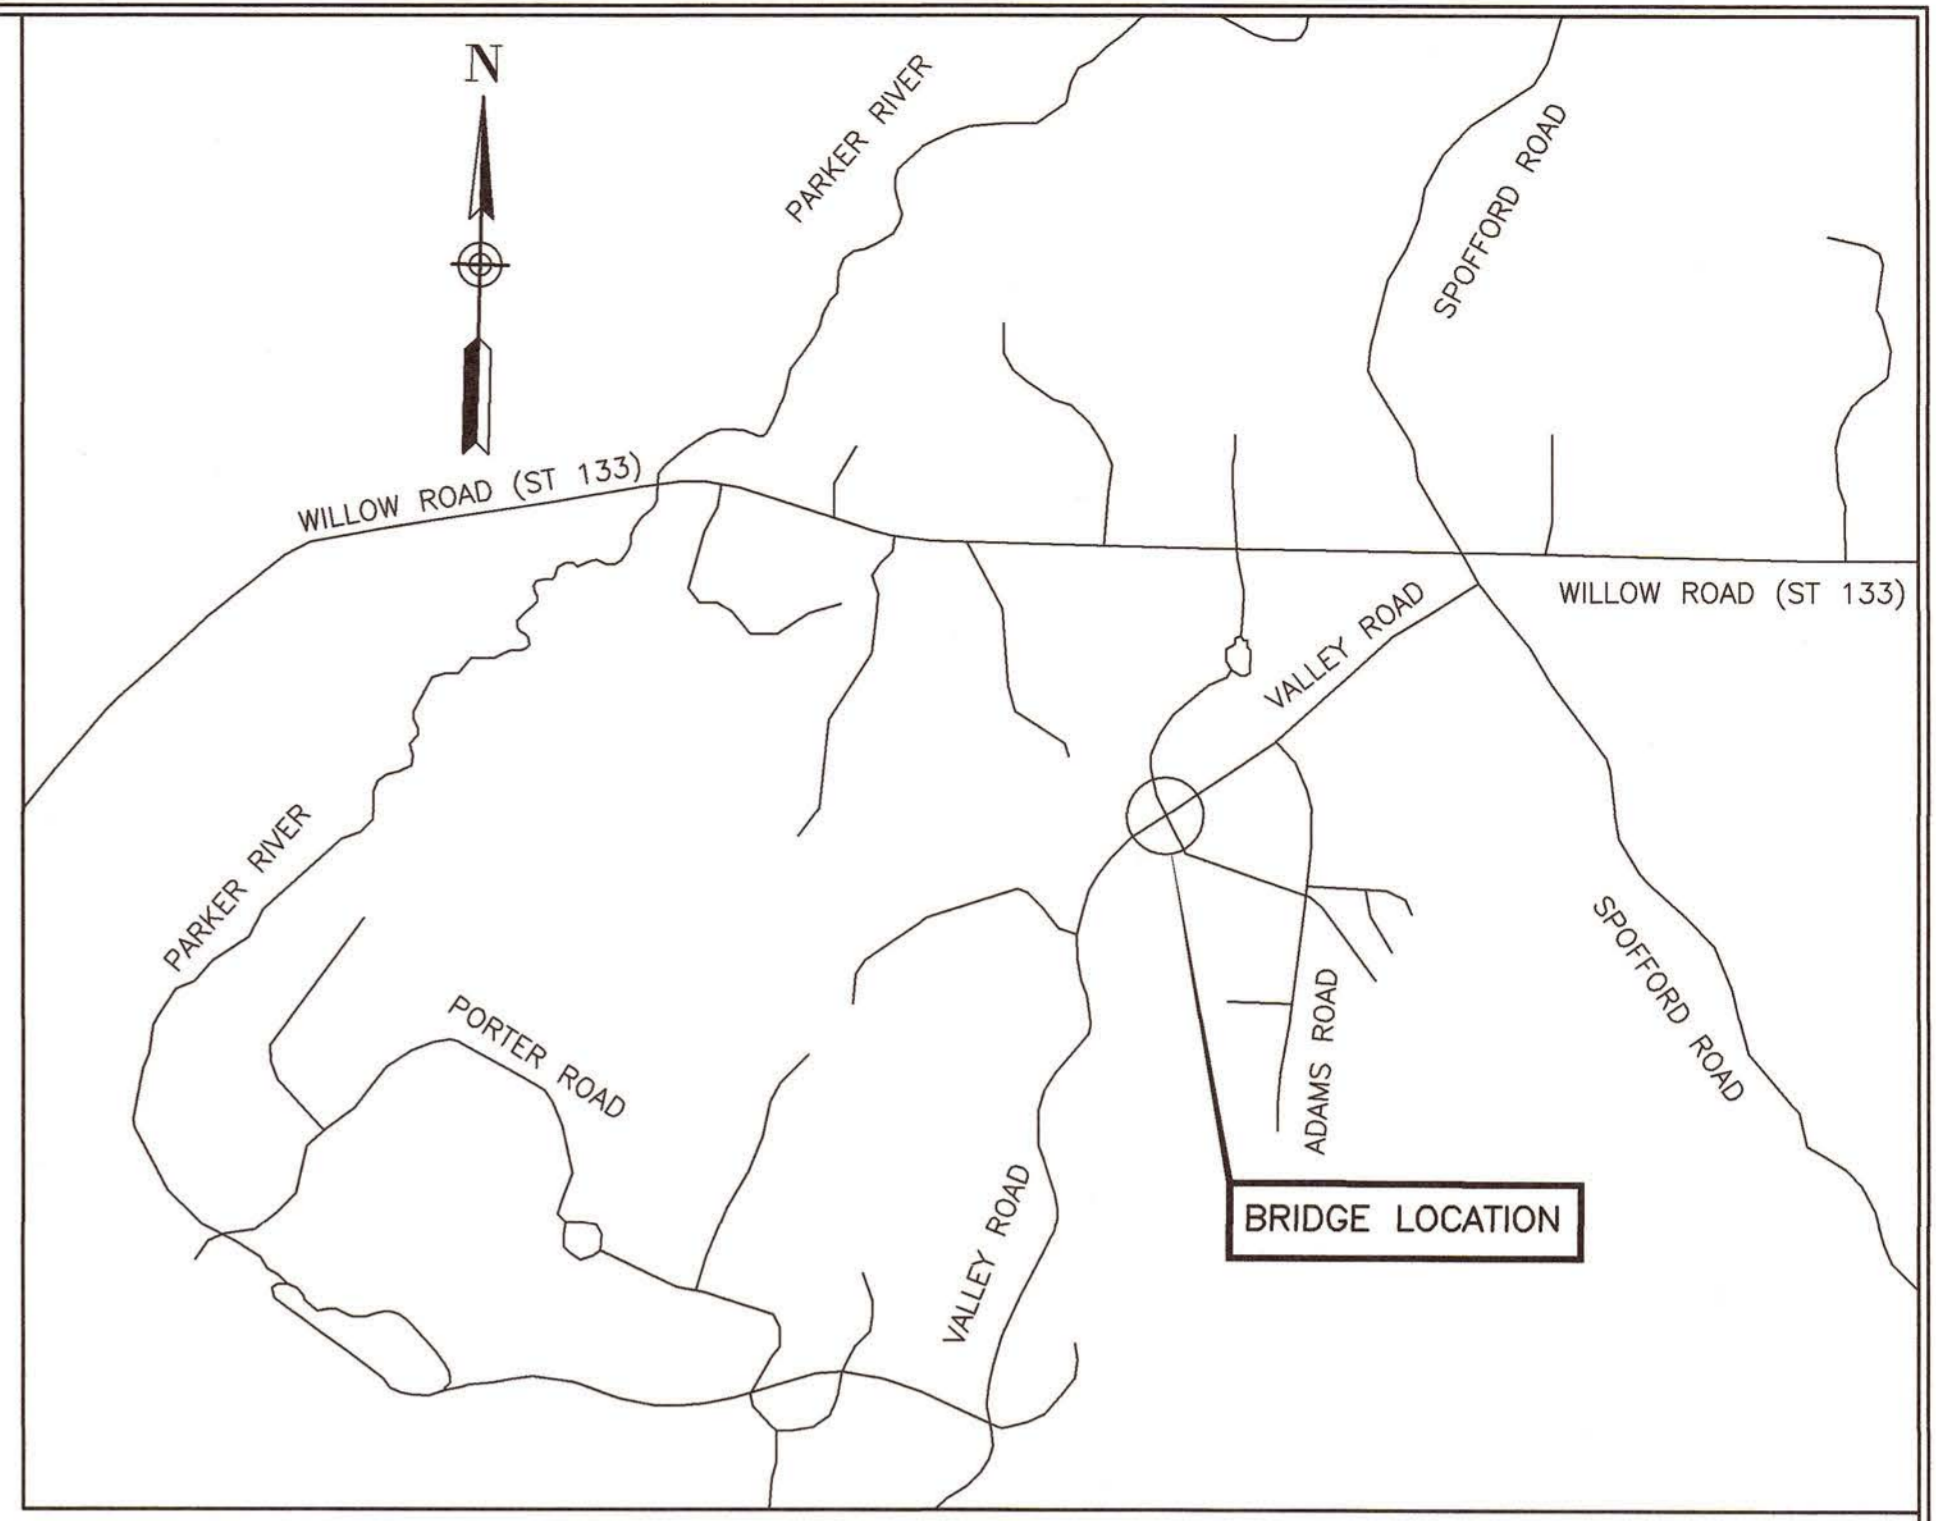 N
PARKER RIVER
SPOFFORD ROAD
WILLOW ROAD (ST 133)
WILLOW ROAD (ST 133)
VALLEY ROAD
PARKER RIVER
SPOFFORD ROAD
PORTER ROAD
ADAMS ROAD
VALLEY ROAD
BRIDGE LOCATION